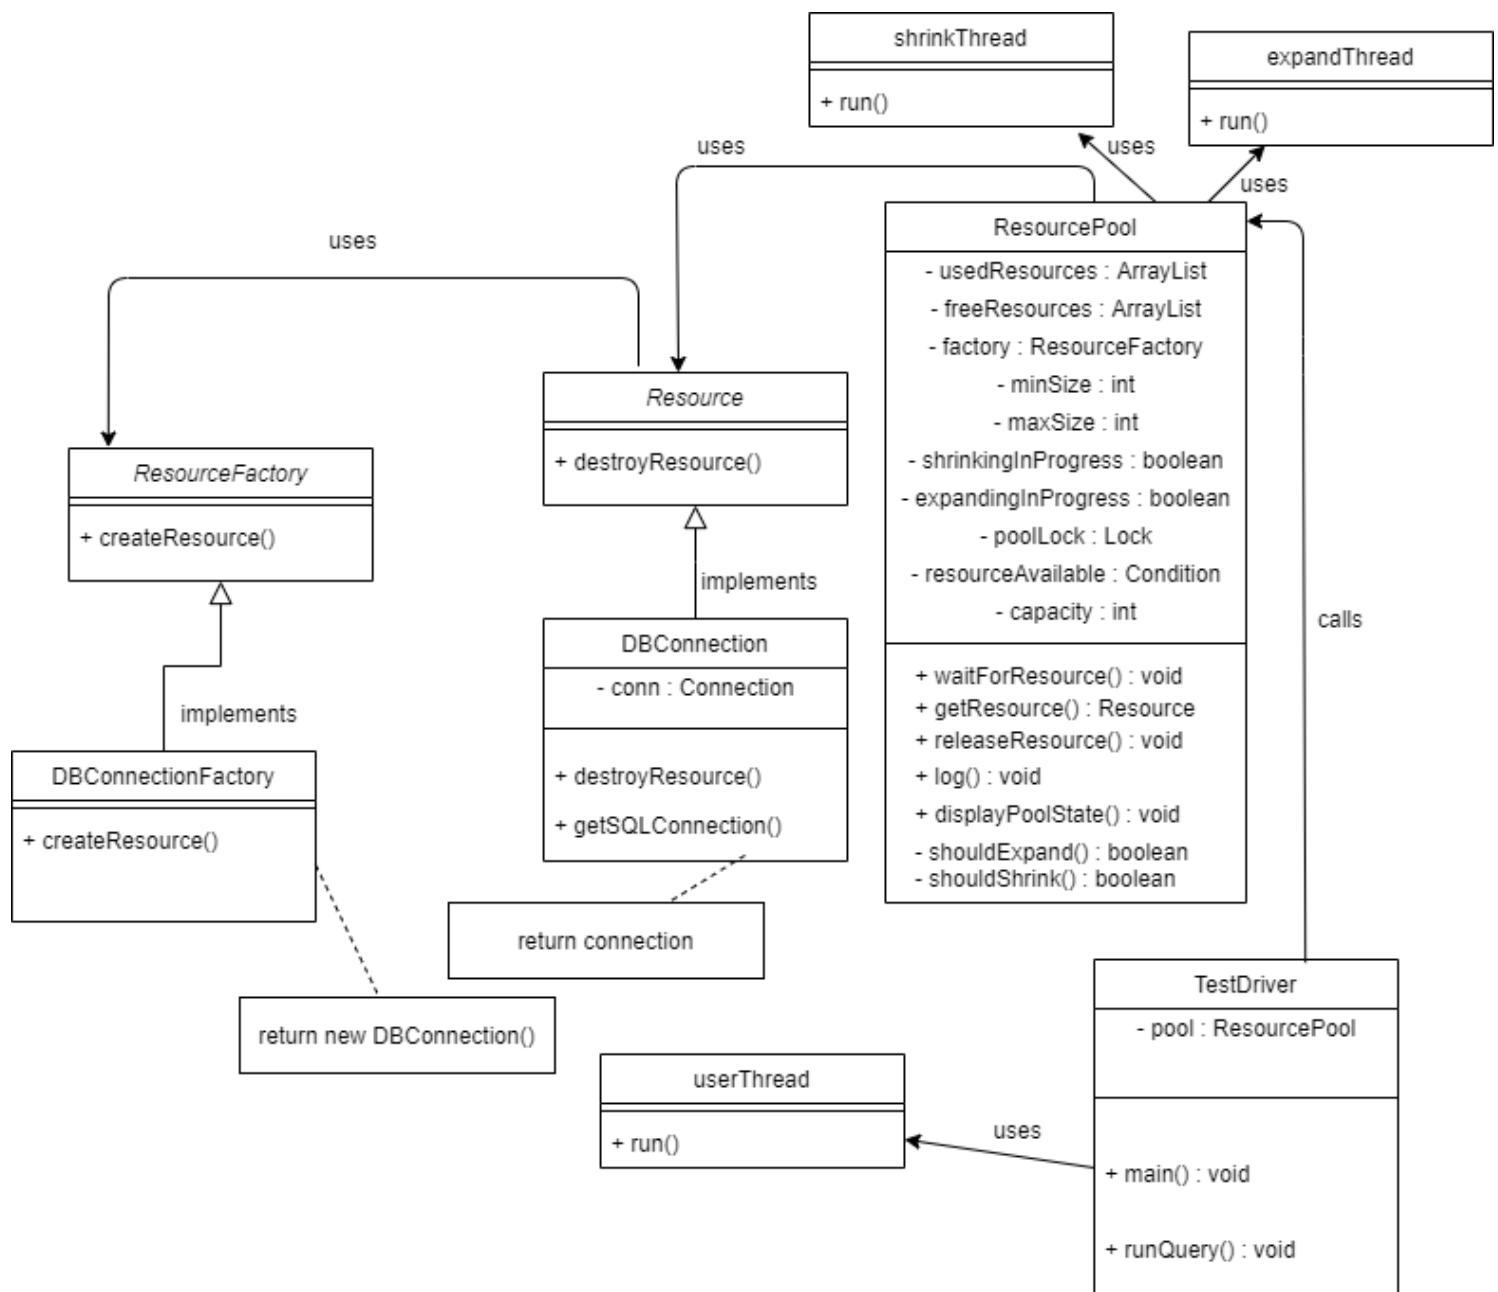 shrinkThread
+ run()
expandThread
+ run()
uses
uses
uses
uses
ResourcePool
- usedResources : ArrayList
- freeResources : ArrayList
- factory : ResourceFactory
- minSize : int
- maxSize : int
- shrinkingInProgress : boolean
- expandingInProgress : boolean
- poolLock : Lock
- resourceAvailable : Condition
- capacity : int
+ waitForResource() : void
+ getResource() : Resource
+ releaseResource() : void
+ log() : void
+ displayPoolState() : void
- shouldExpand() : boolean
- shouldShrink() : boolean
Resource
+ destroyResource()
ResourceFactory
+ createResource()
implements
implements
calls
DBConnection
- conn : Connection
+ destroyResource()
+ getSQLConnection()
DBConnectionFactory
+ createResource()
return connection
return new DBConnection()
TestDriver
- pool : ResourcePool
+ main() : void
+ runQuery() : void
userThread
+ run()
uses